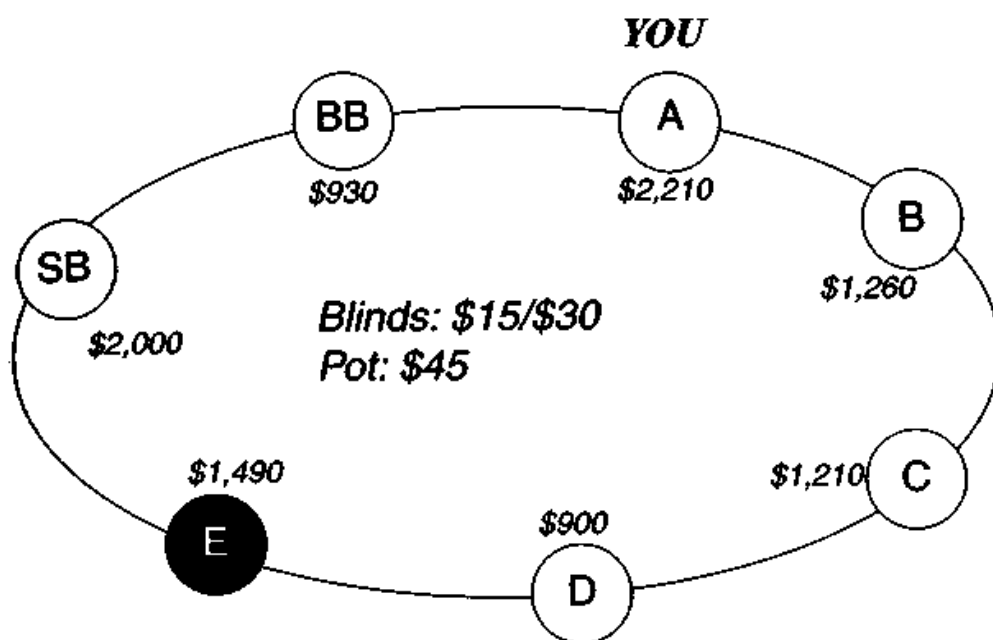 YOU
BB
A
$930
$2,210
B
SB
$1,260
Blinds: $15/$30
$2,000
Pot: $45
$1,490
$1,210
C
$900
E
D